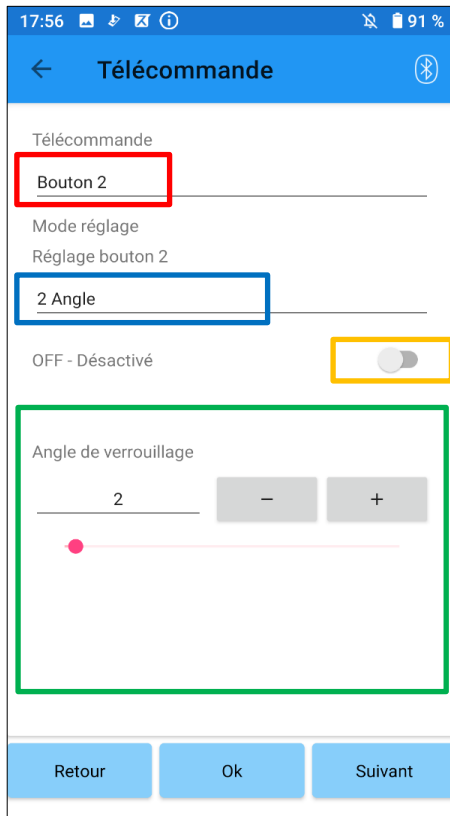 17:56 91 %
Télécommande
Télécommande
Bouton 2
Mode réglage
Réglage bouton 2
2 Angle
OFF - Désactivé
Angle de verrouillage
2 − +
Retour Ok Suivant